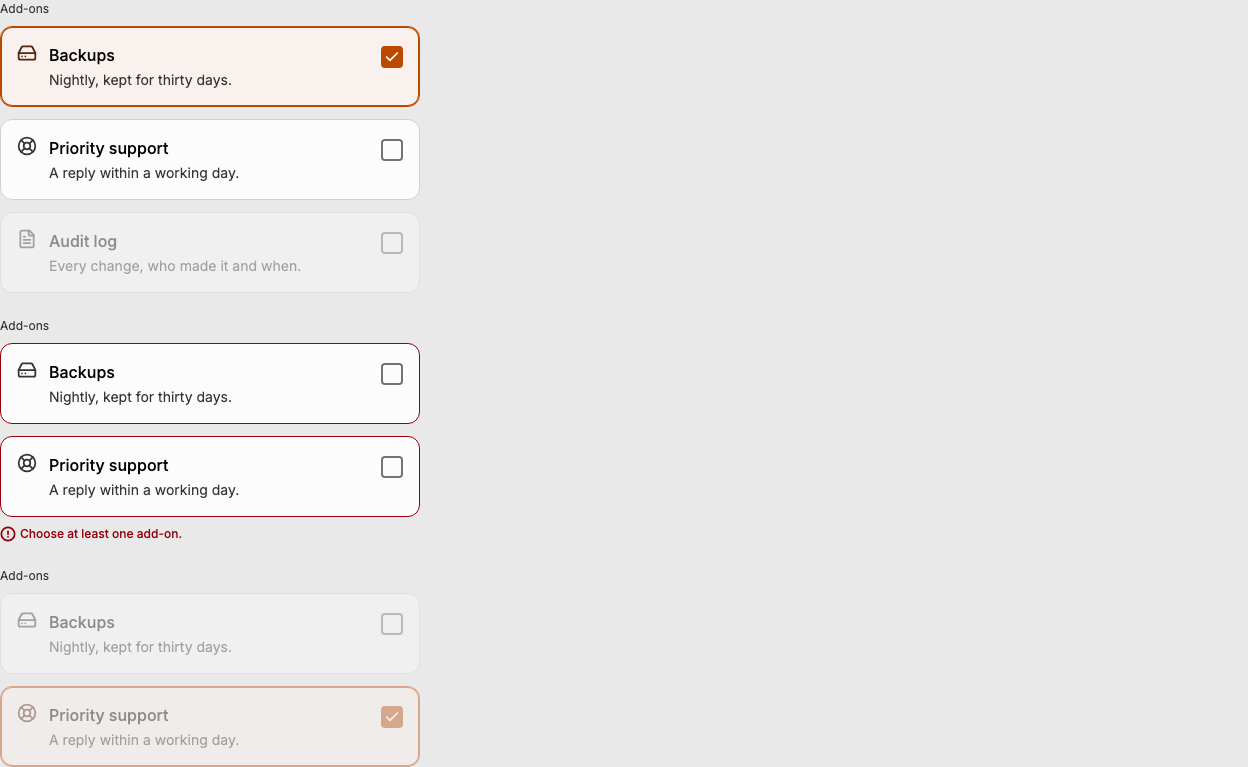 Add-ons
Backups
Nightly, kept for thirty days.
Priority support
A reply within a working day.
Audit log
Every change, who made it and when.
Add-ons
Backups
Nightly, kept for thirty days.
Priority support
A reply within a working day.
Choose at least one add-on.
Add-ons
Backups
Nightly, kept for thirty days.
Priority support
A reply within a working day.